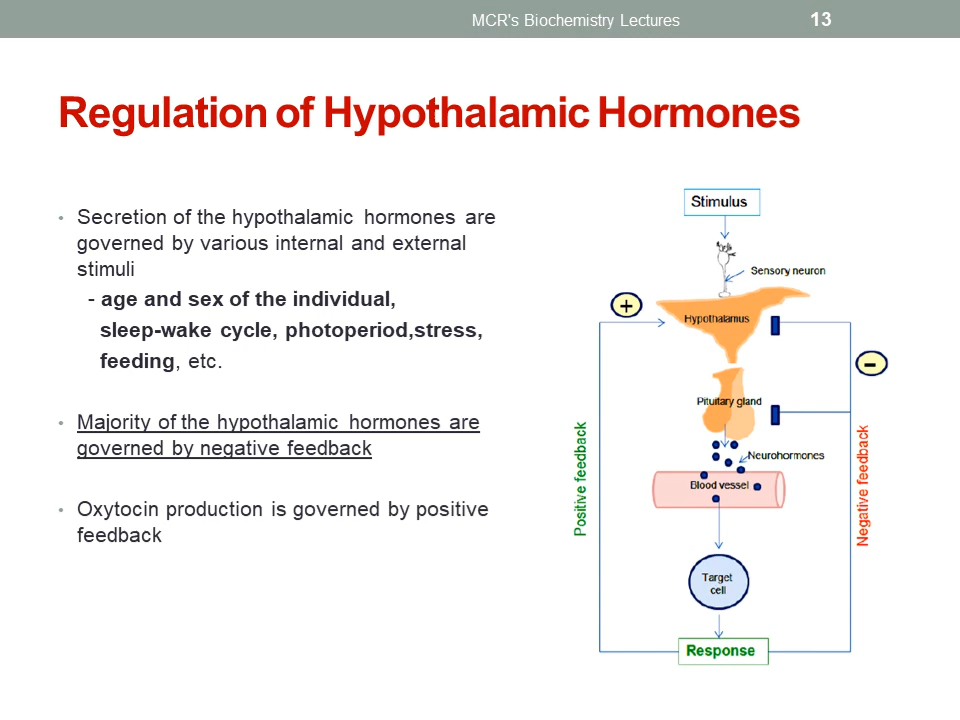 MCR's Biochemistry Lectures
13
Regulation of Hypothalamic Hormones
• Secretion of the hypothalamic hormones are
governed by various internal and external
stimuli
- age and sex of the individual,
sleep-wake cycle, photoperiod,stress,
feeding, etc.
• Majority of the hypothalamic hormones are
governed by negative feedback
• Oxytocin production is governed by positive
feedback
Stimulus
Sensory neuron
+
Hypothalamus
−
Pituitary gland
Neurohormones
Blood vessel
Positive feedback
Negative feedback
Target
cell
Response